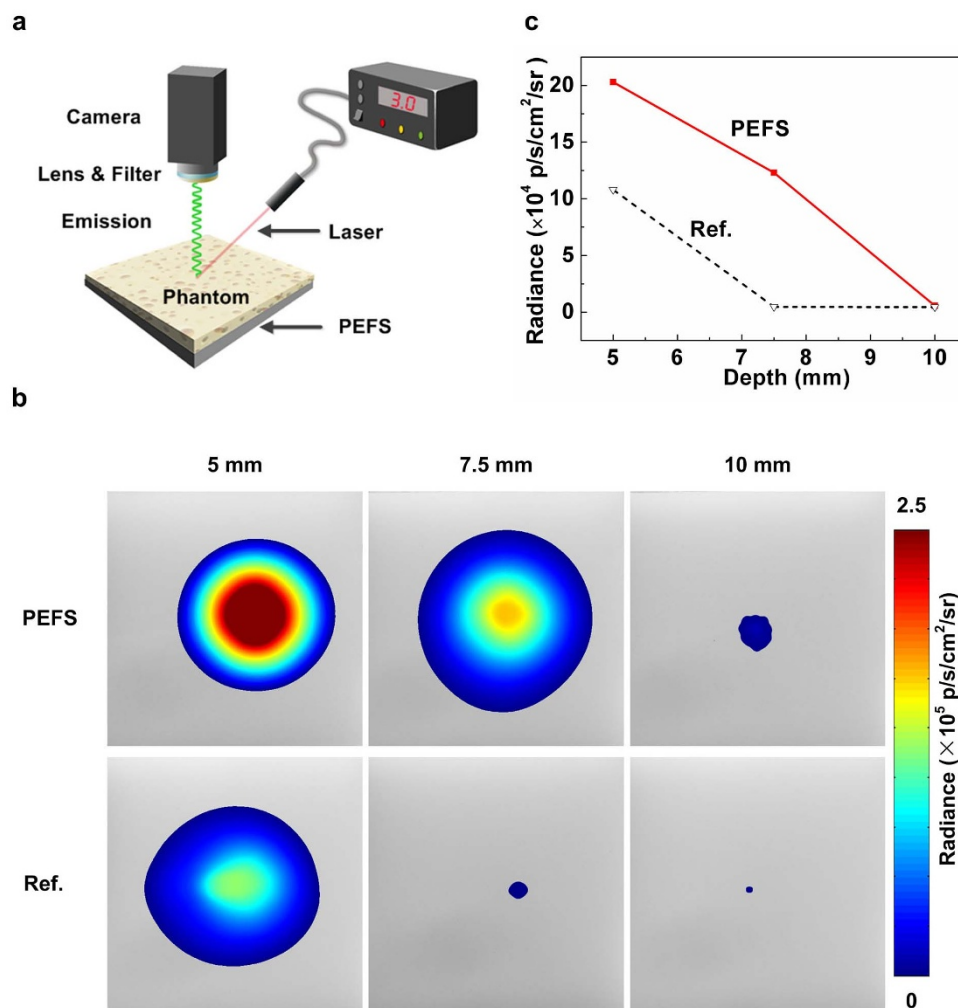 a
Camera
Lens & Filter
Emission
3.0
Laser
Phantom
PEFS
c
Radiance (×10⁴ p/s/cm²/sr)
20
15
10
5
0
PEFS
Ref.
5 6 7 8 9 10
Depth (mm)
b
5 mm 7.5 mm 10 mm
PEFS
Ref.
2.5
Radiance (×10⁵ p/s/cm²/sr)
0